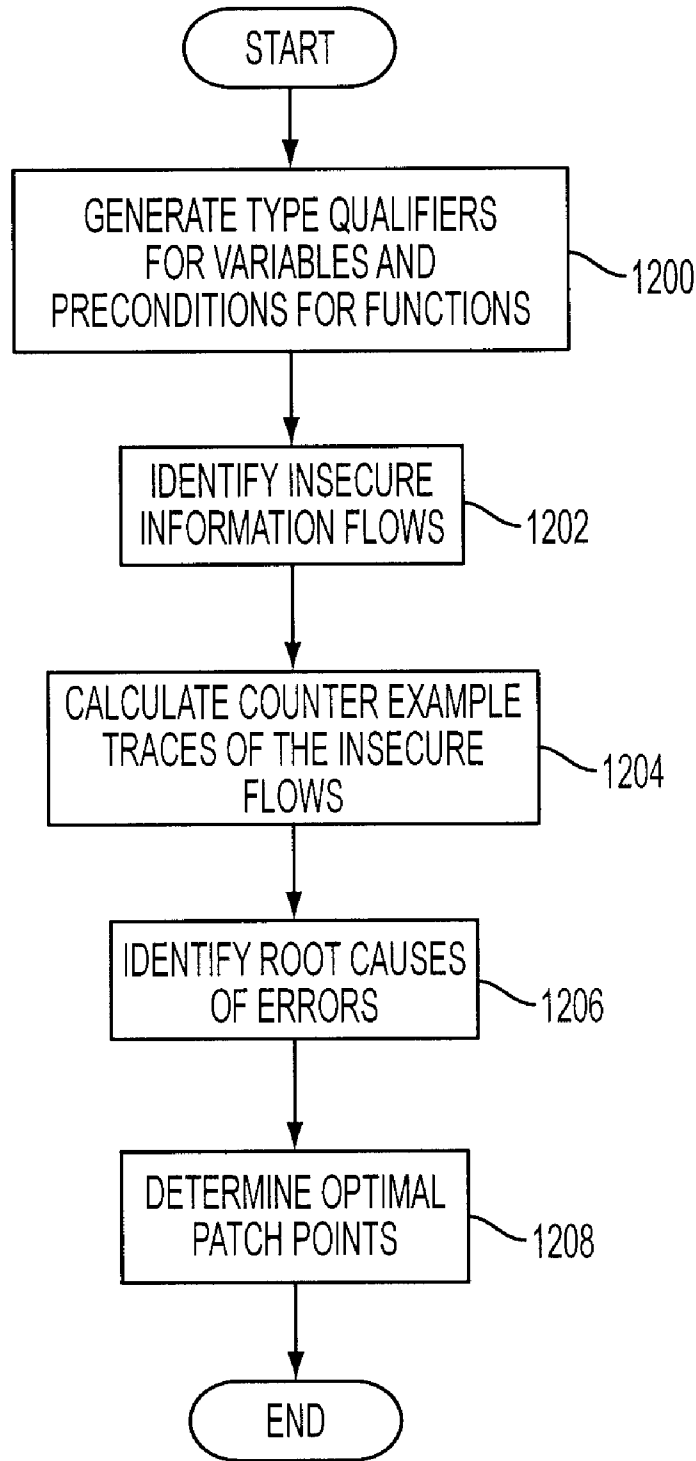 START
GENERATE TYPE QUALIFIERS
FOR VARIABLES AND
PRECONDITIONS FOR FUNCTIONS
1200
IDENTIFY INSECURE
INFORMATION FLOWS
1202
CALCULATE COUNTER EXAMPLE
TRACES OF THE INSECURE
FLOWS
1204
IDENTIFY ROOT CAUSES
OF ERRORS
1206
DETERMINE OPTIMAL
PATCH POINTS
1208
END